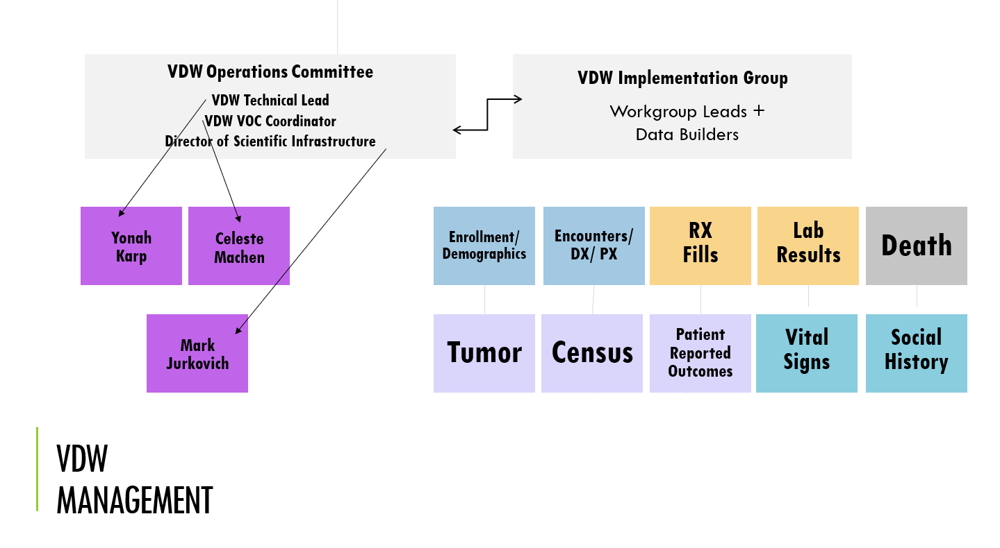 VDW Operations Committee
VDW Technical Lead
VDW VOC Coordinator
Director of Scientific Infrastructure
VDW Implementation Group
Workgroup Leads +
Data Builders
Yonah
Karp
Celeste
Machen
Mark
Jurkovich
Enrollment/
Demographics
Encounters/
DX/ PX
RX
Fills
Lab
Results
Death
Tumor
Census
Patient
Reported
Outcomes
Vital
Signs
Social
History
VDW
MANAGEMENT